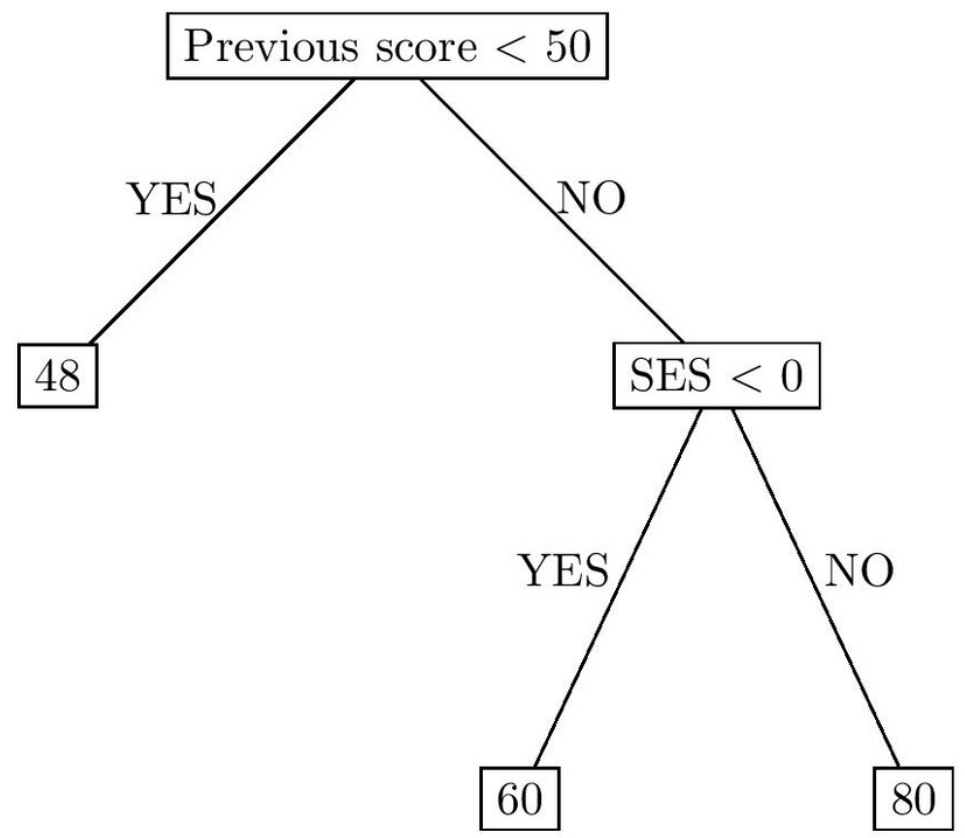 Previous score < 50
YES
NO
48
SES < 0
YES
NO
60
80